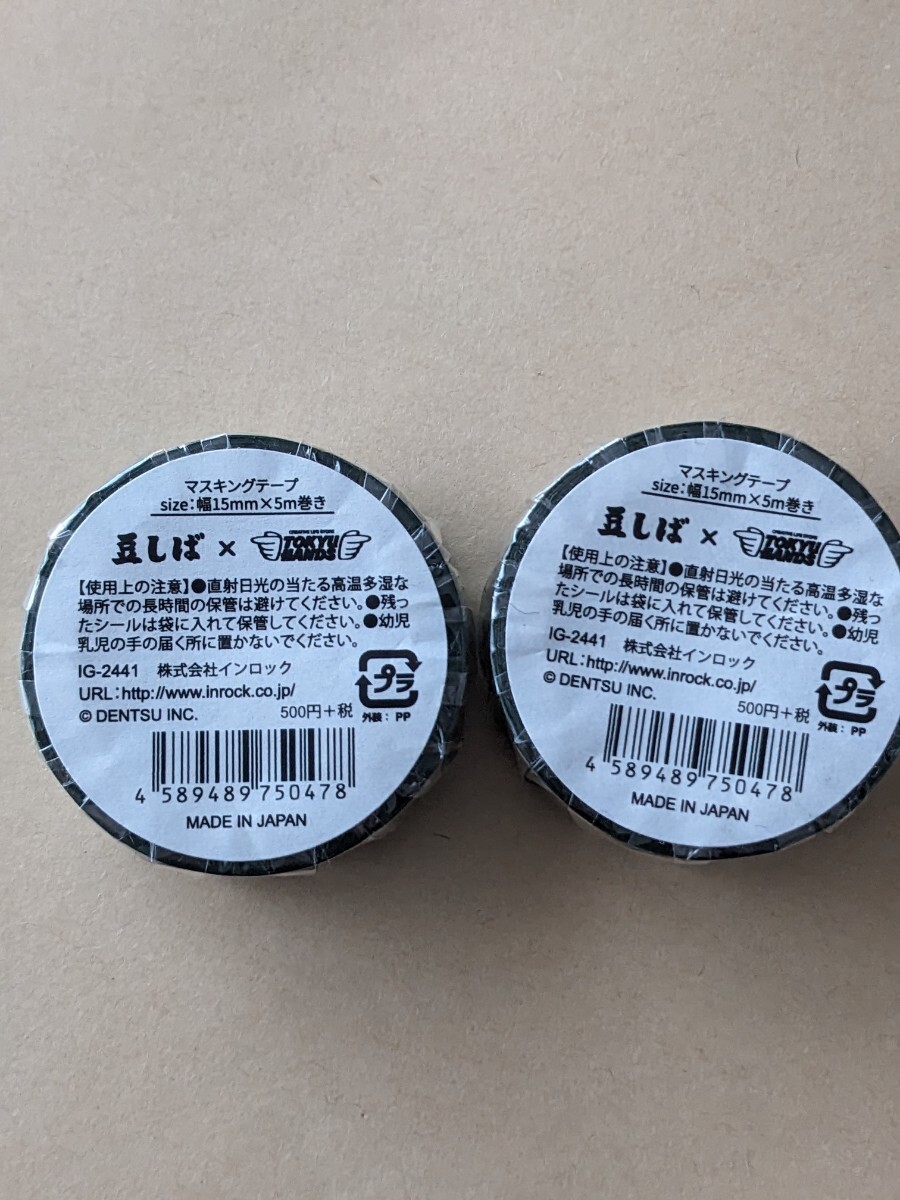 マスキングテープ
size:幅15mm×5m巻き
豆しば × CREATIVE LIFE STORE TOKYU HANDS
【使用上の注意】●直射日光の当たる高温多湿な
場所での長時間の保管は避けてください。●残っ
たシールは袋に入れて保管してください。●幼児
乳児の手の届く所に置かないでください。
IG-2441 株式会社インロック
URL:http://www.inrock.co.jp/
© DENTSU INC.
500円+税
プラ
外装: PP
4 589489 750478
MADE IN JAPAN
マスキングテープ
size:幅15mm×5m巻き
豆しば × CREATIVE LIFE STORE TOKYU HANDS
【使用上の注意】●直射日光の当たる高温多湿な
場所での長時間の保管は避けてください。●残っ
たシールは袋に入れて保管してください。●幼児
乳児の手の届く所に置かないでください。
IG-2441 株式会社インロック
URL:http://www.inrock.co.jp/
© DENTSU INC.
500円+税
プラ
外装: PP
4 589489 750478
MADE IN JAPAN